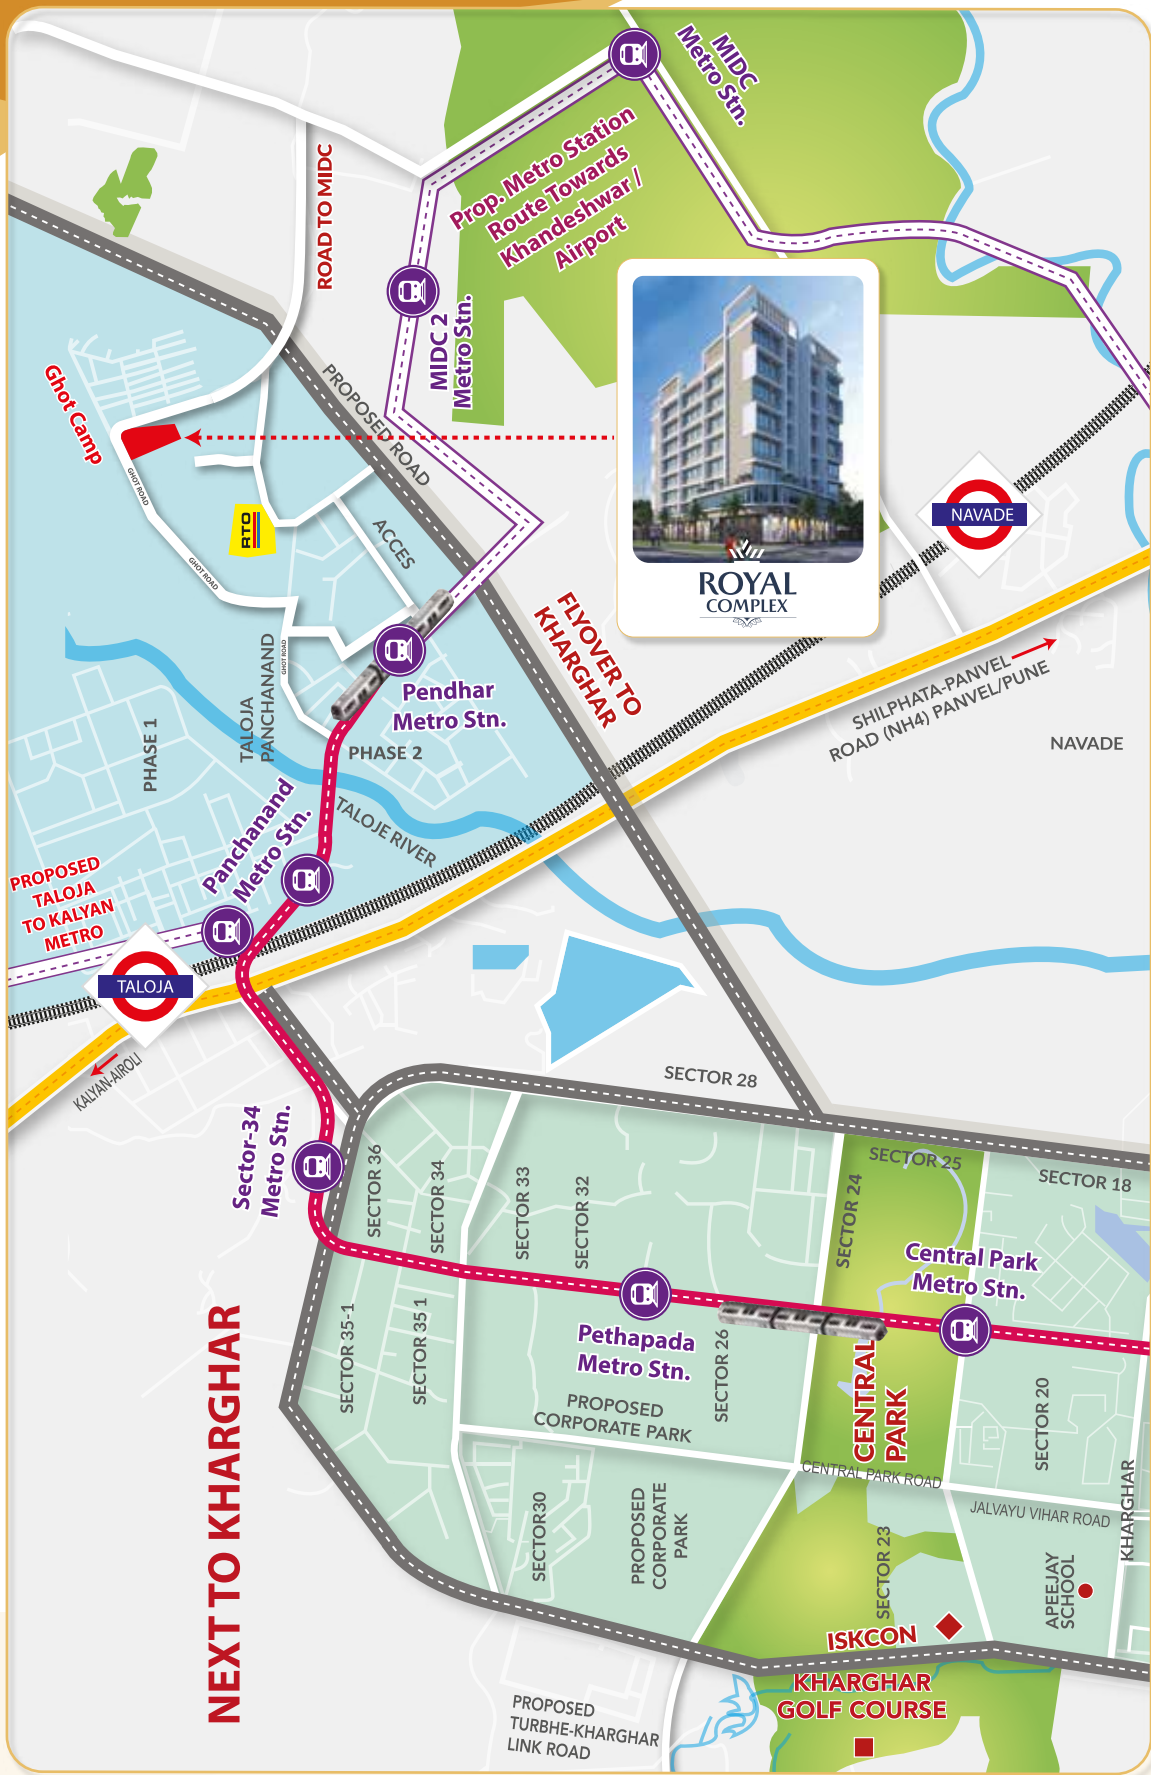 MIDC
Metro Stn.
Prop. Metro Station
Route Towards
Khandeshwar /
Airport
ROAD TO MIDC
MIDC 2
Metro Stn.
PROPOSED ROAD
Ghot Camp
GHOT ROAD
RTO
ACCES
GHOT ROAD
GHOT ROAD
ROYAL
COMPLEX
NAVADE
FLYOVER TO
KHARGHAR
SHILPHATA-PANVEL
ROAD (NH4) PANVEL/PUNE
NAVADE
Pendhar
Metro Stn.
PHASE 2
TALOJA
PANCHANAND
PHASE 1
Panchanand
Metro Stn.
TALOJE RIVER
PROPOSED
TALOJA
TO KALYAN
METRO
TALOJA
KALYAN-AIROLI
SECTOR 28
Sector-34
Metro Stn.
SECTOR 36
SECTOR 34
SECTOR 33
SECTOR 32
SECTOR 24
SECTOR 25
SECTOR 18
Central Park
Metro Stn.
Pethapada
Metro Stn.
SECTOR 35-1
SECTOR 35 1
SECTOR 26
CENTRAL
PARK
SECTOR 20
PROPOSED
CORPORATE PARK
CENTRAL PARK ROAD
JALVAYU VIHAR ROAD
KHARGHAR
SECTOR30
PROPOSED
CORPORATE
PARK
SECTOR 23
APEEJAY
SCHOOL
ISKCON
KHARGHAR
GOLF COURSE
PROPOSED
TURBHE-KHARGHAR
LINK ROAD
NEXT TO KHARGHAR